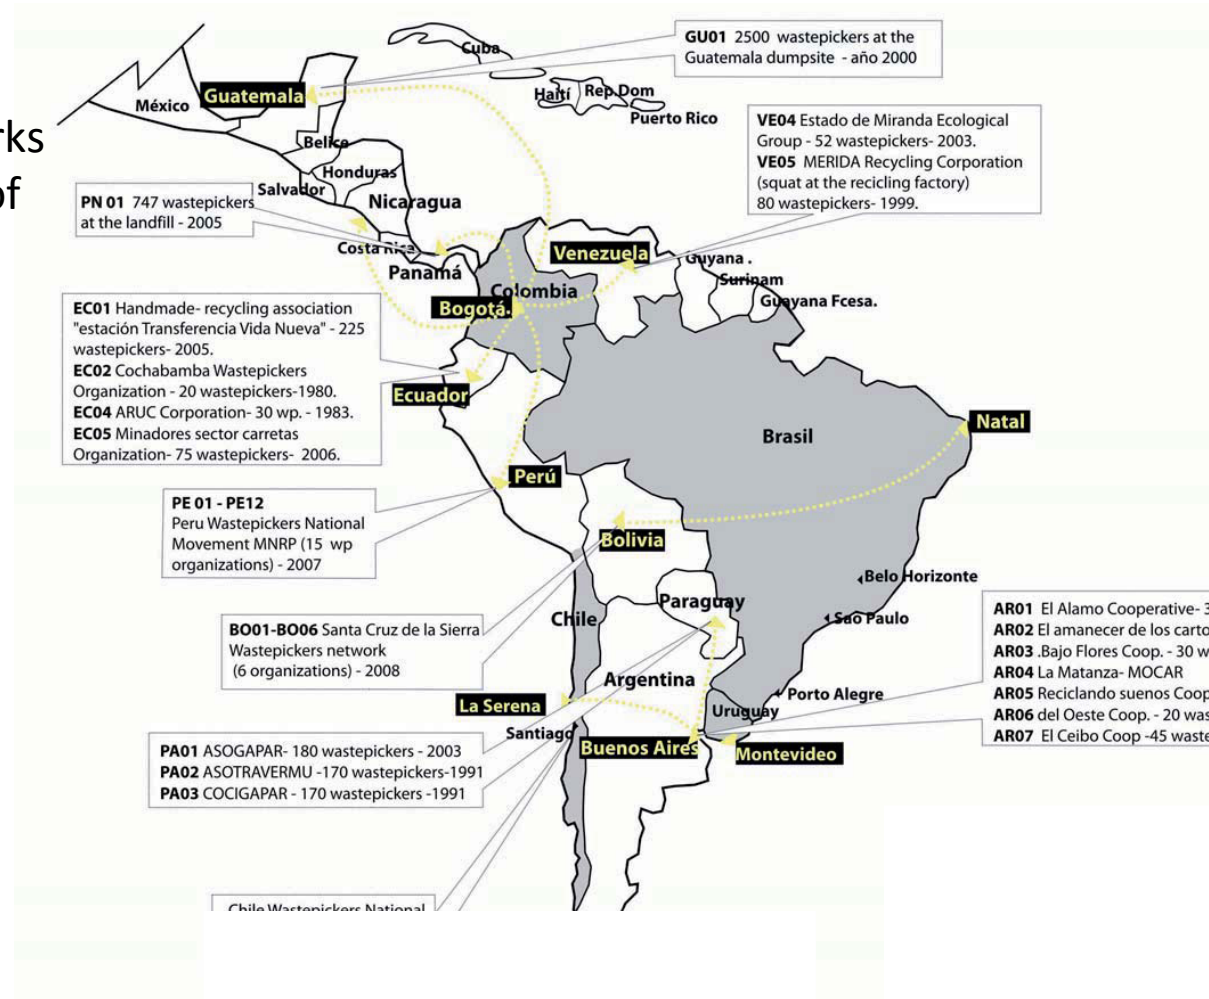 rks
of
GU01 2500 wastepickers at the
Guatemala dumpsite - año 2000
Cuba
México
Guatemala
Haití
Rep.Dom
Puerto Rico
Belice
Honduras
Salvador
Nicaragua
VE04 Estado de Miranda Ecological
Group - 52 wastepickers- 2003.
VE05 MERIDA Recycling Corporation
(squat at the recicling factory)
80 wastepickers- 1999.
PN 01 747 wastepickers
at the landfill - 2005
Costa Rica
Panamá
Venezuela
Guyana .
Surinam
Guayana Fcesa.
Colombia
Bogotá.
EC01 Handmade- recycling association
"estación Transferencia Vida Nueva" - 225
wastepickers- 2005.
EC02 Cochabamba Wastepickers
Organization - 20 wastepickers-1980.
EC04 ARUC Corporation- 30 wp. - 1983.
EC05 Minadores sector carretas
Organization- 75 wastepickers- 2006.
Ecuador
Natal
Brasil
Perú
PE 01 - PE12
Peru Wastepickers National
Movement MNRP (15 wp
organizations) - 2007
Bolivia
Belo Horizonte
Paraguay
Sao Paulo
Chile
BO01-BO06 Santa Cruz de la Sierra
Wastepickers network
(6 organizations) - 2008
AR01 El Alamo Cooperative- 3
AR02 El amanecer de los carto
AR03 .Bajo Flores Coop. - 30 w
AR04 La Matanza- MOCAR
AR05 Reciclando suenos Coop
AR06 del Oeste Coop. - 20 was
AR07 El Ceibo Coop -45 waste
Argentina
Porto Alegre
La Serena
Uruguay
Santiago
Buenos Aires
Montevideo
PA01 ASOGAPAR- 180 wastepickers - 2003
PA02 ASOTRAVERMU -170 wastepickers-1991
PA03 COCIGAPAR - 170 wastepickers -1991
Chile Wastepickers National